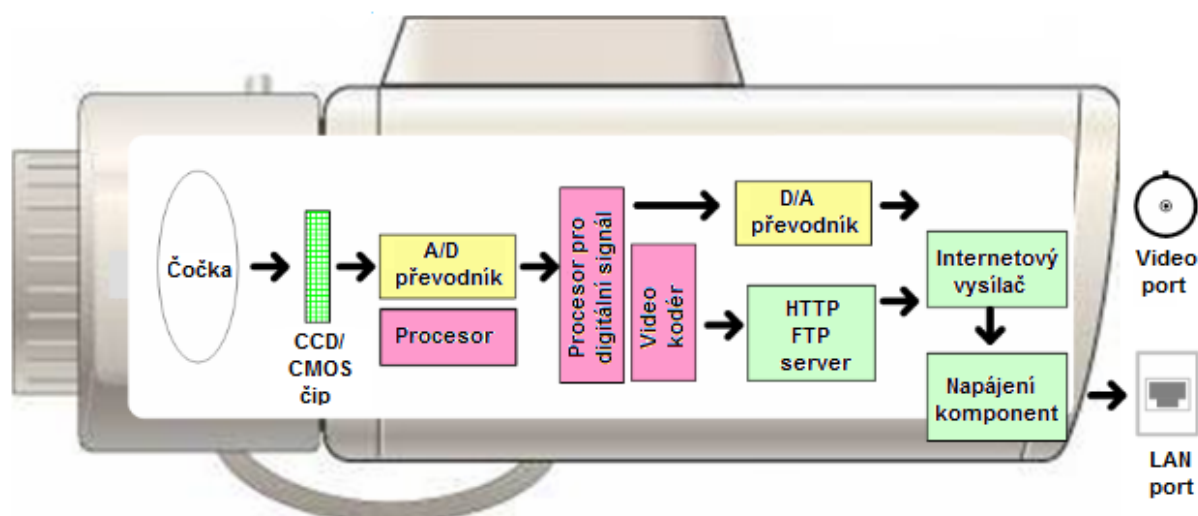 Čočka
CCD/
CMOS
čip
A/D
převodník
Procesor
Procesor pro
digitální signál
Video
kodér
D/A
převodník
HTTP
FTP
server
Internetový
vysílač
Napájení
komponent
Video
port
LAN
port